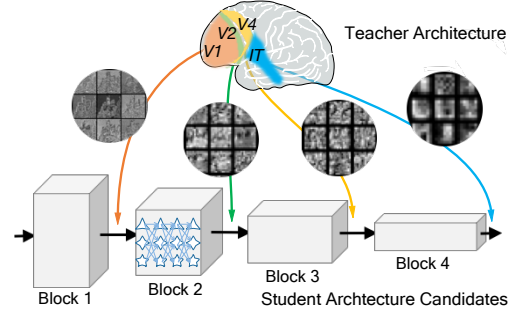 V4
V2
V1
IT
Teacher Architecture
Block 1
Block 2
Block 3
Block 4
Student Archtecture Candidates